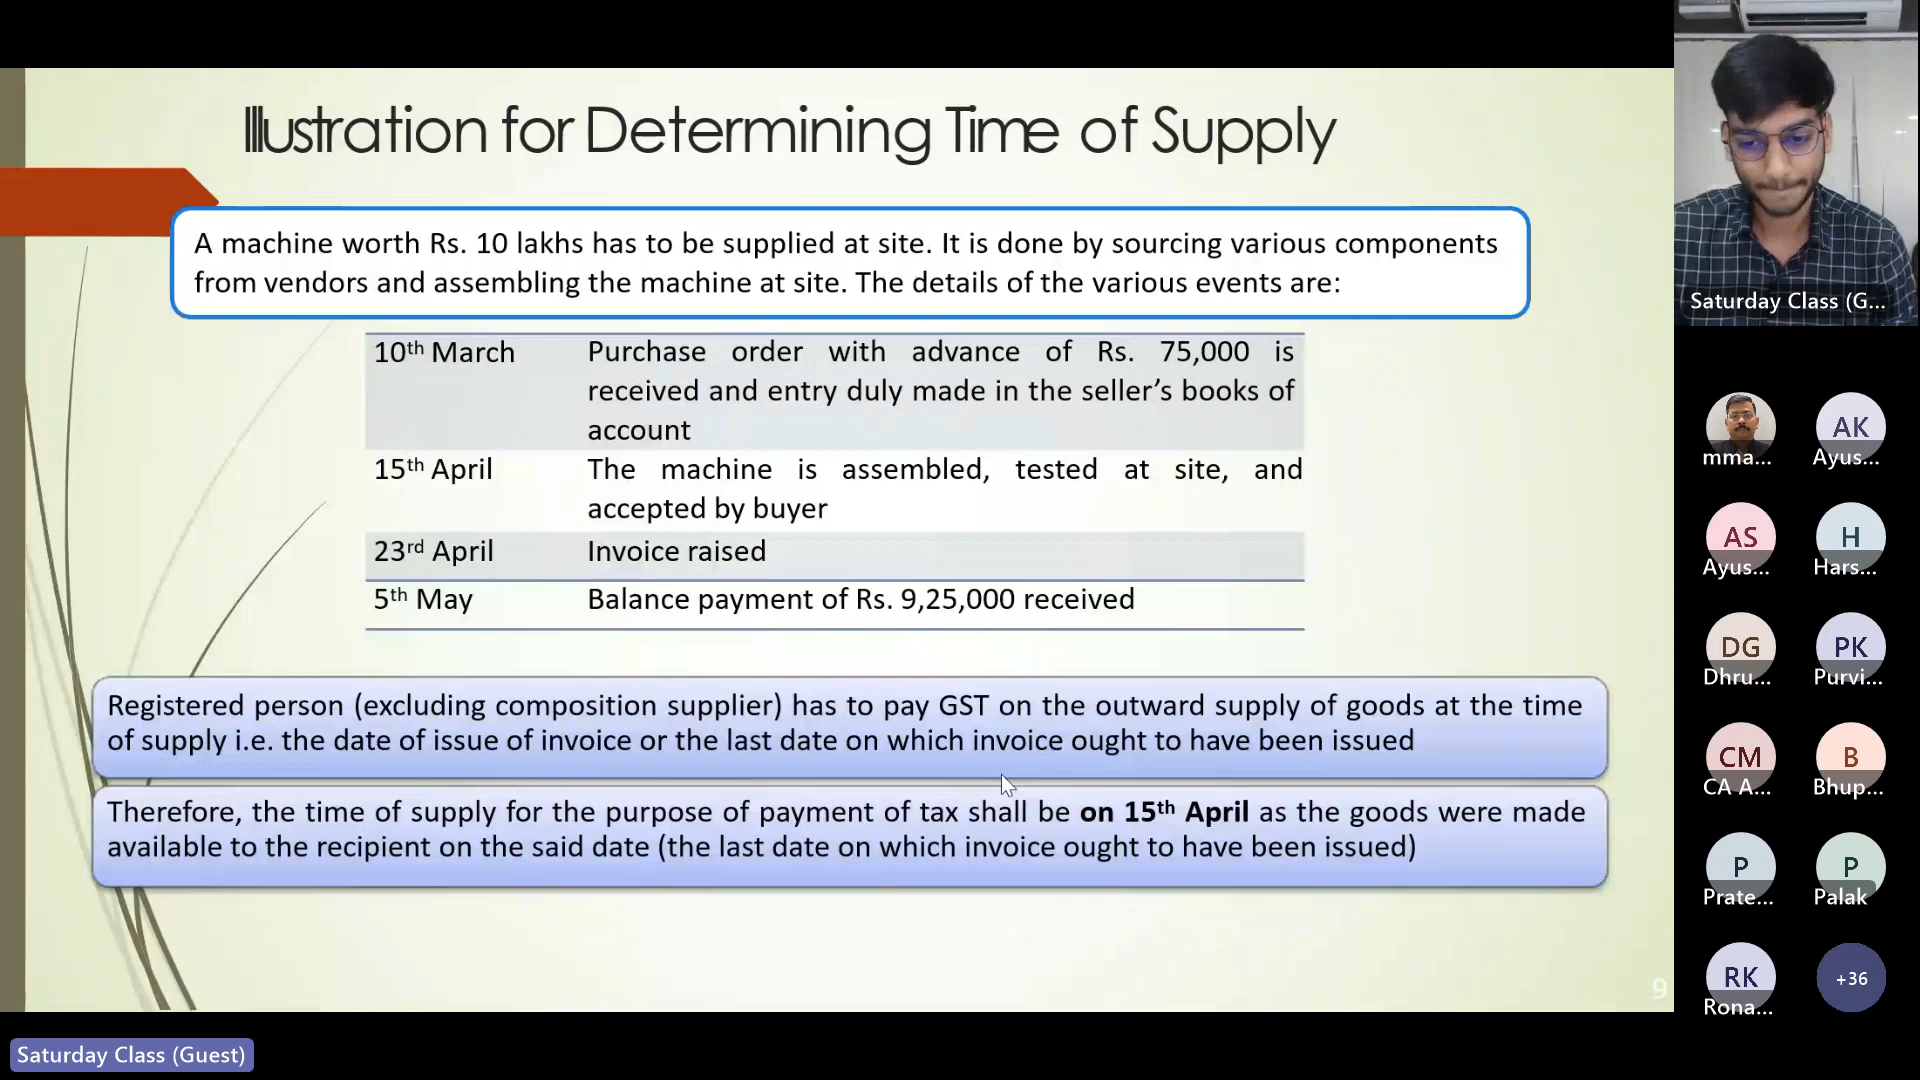 Illustration for Determining Time of Supply
A machine worth Rs. 10 lakhs has to be supplied at site. It is done by sourcing various components
from vendors and assembling the machine at site. The details of the various events are:
10th March Purchase order with advance of Rs. 75,000 is
received and entry duly made in the seller's books of
account
15th April The machine is assembled, tested at site, and
accepted by buyer
23rd April Invoice raised
5th May Balance payment of Rs. 9,25,000 received
Registered person (excluding composition supplier) has to pay GST on the outward supply of goods at the time
of supply i.e. the date of issue of invoice or the last date on which invoice ought to have been issued
Therefore, the time of supply for the purpose of payment of tax shall be on 15th April as the goods were made
available to the recipient on the said date (the last date on which invoice ought to have been issued)
9
Saturday Class (Guest)
Saturday Class (G...
mma...
AK
Ayus...
AS
Ayus...
H
Hars...
DG
Dhru...
PK
Purvi...
CM
CA A...
B
Bhup...
P
Prate...
P
Palak
RK
Rona...
+36